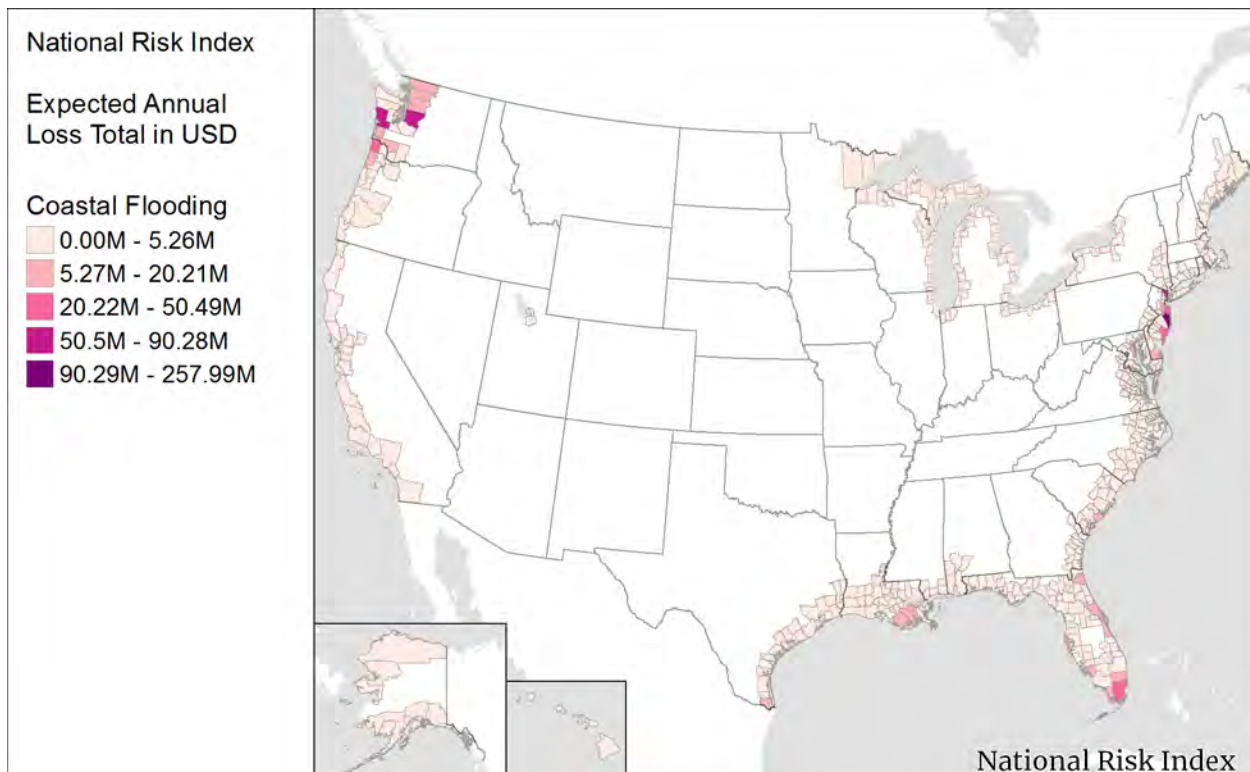 National Risk Index
Expected Annual
Loss Total in USD
Coastal Flooding
0.00M - 5.26M
5.27M - 20.21M
20.22M - 50.49M
50.5M - 90.28M
90.29M - 257.99M
National Risk Index